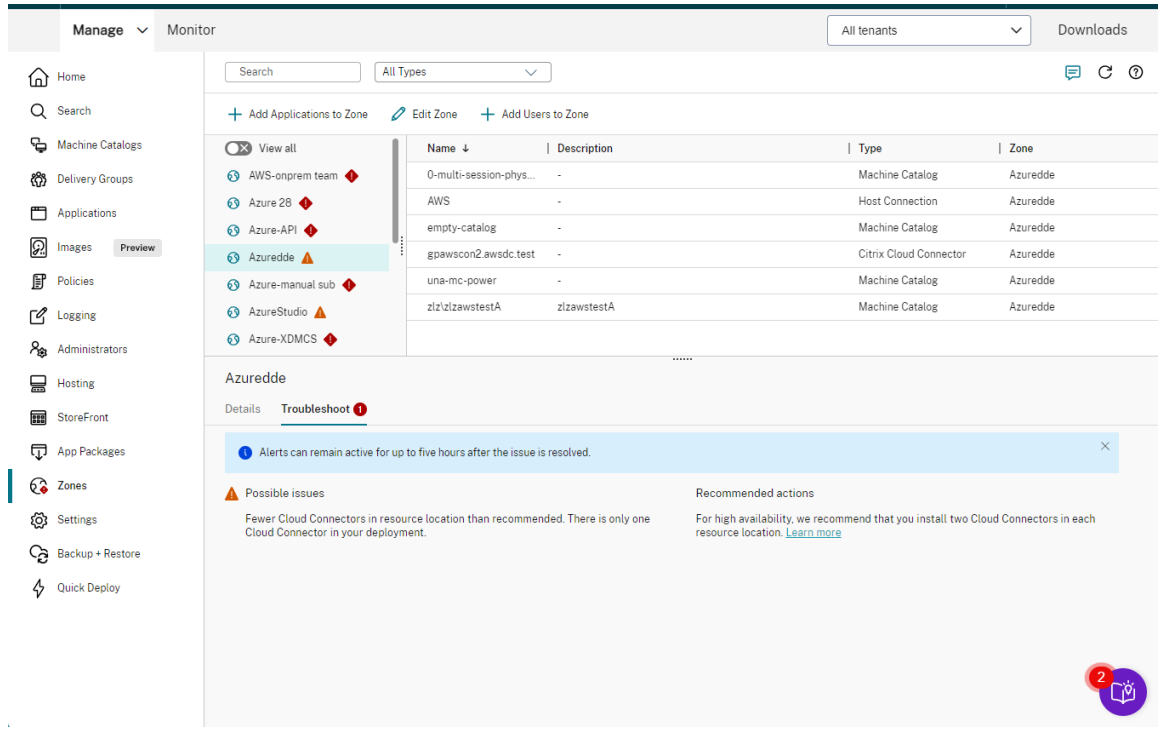 Manage Monitor All tenants Downloads
Home
Search
Machine Catalogs
Delivery Groups
Applications
Images Preview
Policies
Logging
Administrators
Hosting
StoreFront
App Packages
Zones
Settings
Backup + Restore
Quick Deploy
Search All Types
Add Applications to Zone Edit Zone Add Users to Zone
View all
AWS-onprem team
Azure 28
Azure-API
Azuredde
Azure-manual sub
AzureStudio
Azure-XDMCS
Name ↓ Description Type Zone
0-multi-session-phys... - Machine Catalog Azuredde
AWS - Host Connection Azuredde
empty-catalog - Machine Catalog Azuredde
gpawscon2.awsdc.test - Citrix Cloud Connector Azuredde
una-mc-power - Machine Catalog Azuredde
zlz\zlzawstestA zlzawstestA Machine Catalog Azuredde
Azuredde
Details Troubleshoot 1
Alerts can remain active for up to five hours after the issue is resolved.
Possible issues
Fewer Cloud Connectors in resource location than recommended. There is only one
Cloud Connector in your deployment.
Recommended actions
For high availability, we recommend that you install two Cloud Connectors in each
resource location. Learn more
2